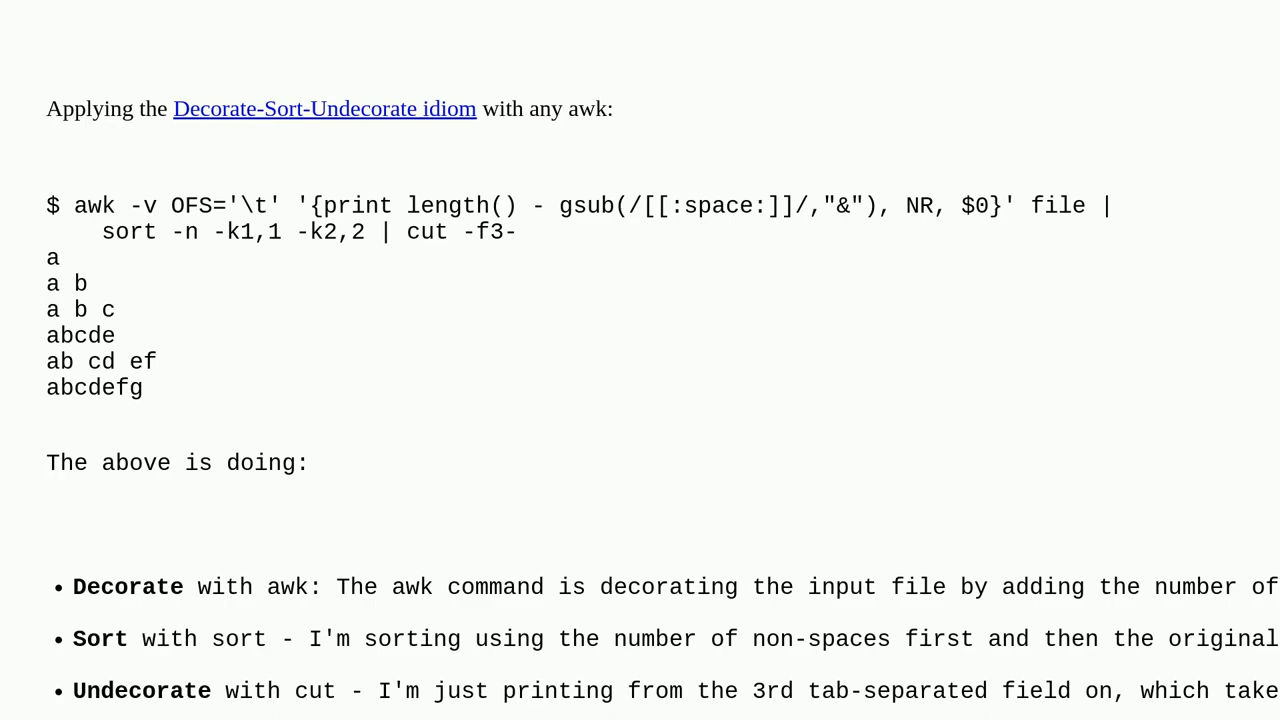 Applying the Decorate-Sort-Undecorate idiom with any awk:
$ awk -v OFS='\t' '{print length() - gsub(/[[:space:]]/,"&"), NR, $0}' file |
    sort -n -k1,1 -k2,2 | cut -f3-
a
a b
a b c
abcde
ab cd ef
abcdefg
The above is doing:
• Decorate with awk: The awk command is decorating the input file by adding the number of
• Sort with sort - I'm sorting using the number of non-spaces first and then the original
• Undecorate with cut - I'm just printing from the 3rd tab-separated field on, which take